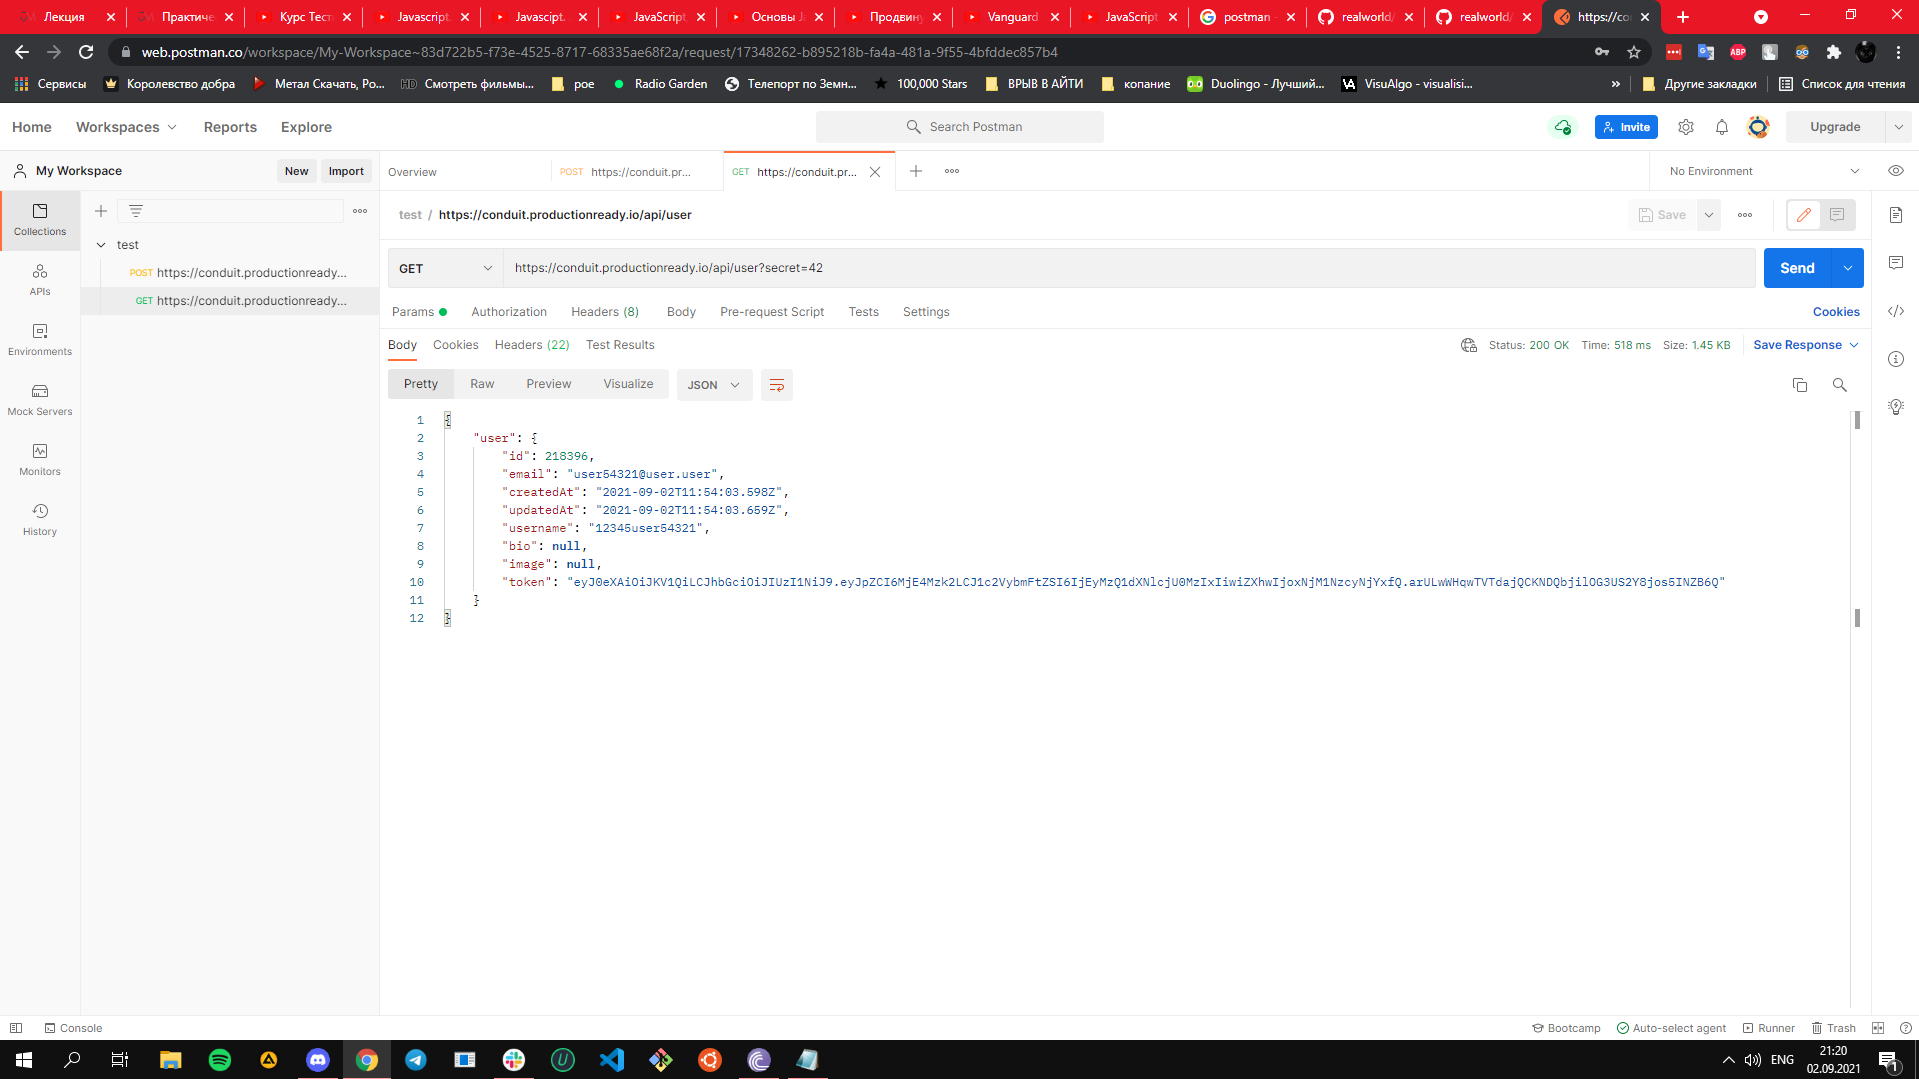 Лекция
Практиче
Курс Тест
Javascript.
Javascipt.
JavaScript.
Основы Ja
Продвину
Vanguard
JavaScript
postman -
realworld/
realworld/
https://co
web.postman.co/workspace/My-Workspace~83d722b5-f73e-4525-8717-68335ae68f2a/request/17348262-b895218b-fa4a-481a-9f55-4bfddec857b4
ABP
Сервисы
Королевство добра
Метал Скачать, Ро...
HD Смотреть фильмы...
poe
Radio Garden
Телепорт по Земн...
100,000 Stars
ВРЫВ В АЙТИ
копание
Duolingo - Лучший...
VisuAlgo - visualisi...
»
Другие закладки
Список для чтения
Home
Workspaces
Reports
Explore
Search Postman
Invite
Upgrade
My Workspace
New
Import
Overview
POST https://conduit.pr...
GET https://conduit.pr...
No Environment
Collections
APIs
Environments
Mock Servers
Monitors
History
test
POST https://conduit.productionready...
GET https://conduit.productionready...
test / https://conduit.productionready.io/api/user
Save
GET
https://conduit.productionready.io/api/user?secret=42
Send
Params
Authorization
Headers (8)
Body
Pre-request Script
Tests
Settings
Cookies
Body
Cookies
Headers (22)
Test Results
Status: 200 OK
Time: 518 ms
Size: 1.45 KB
Save Response
Pretty
Raw
Preview
Visualize
JSON
1 {
2 "user": {
3 "id": 218396,
4 "email": "user54321@user.user",
5 "createdAt": "2021-09-02T11:54:03.598Z",
6 "updatedAt": "2021-09-02T11:54:03.659Z",
7 "username": "12345user54321",
8 "bio": null,
9 "image": null,
10 "token": "eyJ0eXAiOiJKV1QiLCJhbGciOiJIUzI1NiJ9.eyJpZCI6MjE4Mzk2LCJ1c2VybmFtZSI6IjEyMzQ1dXNlcjU0MzIxIiwiZXhwIjoxNjM1NzcyNjYxfQ.arULwWHqwTVTdajQCKNDQbjilOG3US2Y8jos5INZB6Q"
11 }
12 }
Console
Bootcamp
Auto-select agent
Runner
Trash
ENG
21:20
02.09.2021
1